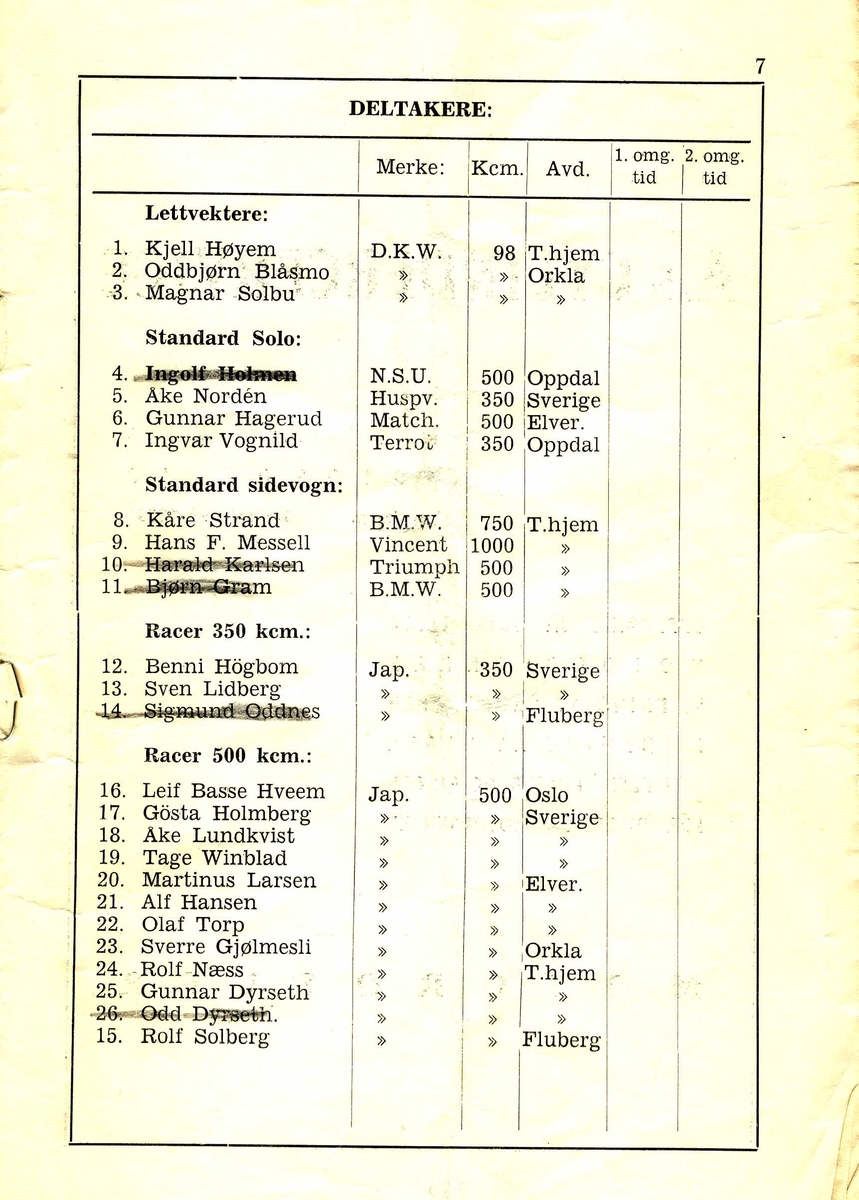 7
DELTAKERE:
Merke: Kcm. Avd. 1. omg. tid 2. omg. tid
Lettvektere:
1. Kjell Høyem D.K.W. 98 T.hjem
2. Oddbjørn Blåsmo » » Orkla
3. Magnar Solbu » » »
Standard Solo:
4. Ingolf Holmen N.S.U. 500 Oppdal
5. Åke Nordén Huspv. 350 Sverige
6. Gunnar Hagerud Match. 500 Elver.
7. Ingvar Vognild Terrot 350 Oppdal
Standard sidevogn:
8. Kåre Strand B.M.W. 750 T.hjem
9. Hans F. Messell Vincent 1000 »
10. Harald Karlsen Triumph 500 »
11. Bjørn Gram B.M.W. 500 »
Racer 350 kcm.:
12. Benni Högbom Jap. 350 Sverige
13. Sven Lidberg » » »
14. Sigmund Oddnes » » Fluberg
Racer 500 kcm.:
16. Leif Basse Hveem Jap. 500 Oslo
17. Gösta Holmberg » » Sverige
18. Åke Lundkvist » » »
19. Tage Winblad » » »
20. Martinus Larsen » » Elver.
21. Alf Hansen » » »
22. Olaf Torp » » »
23. Sverre Gjølmesli » » Orkla
24. Rolf Næss » » T.hjem
25. Gunnar Dyrseth » » »
26. Odd Dyrseth. » » »
15. Rolf Solberg » » Fluberg